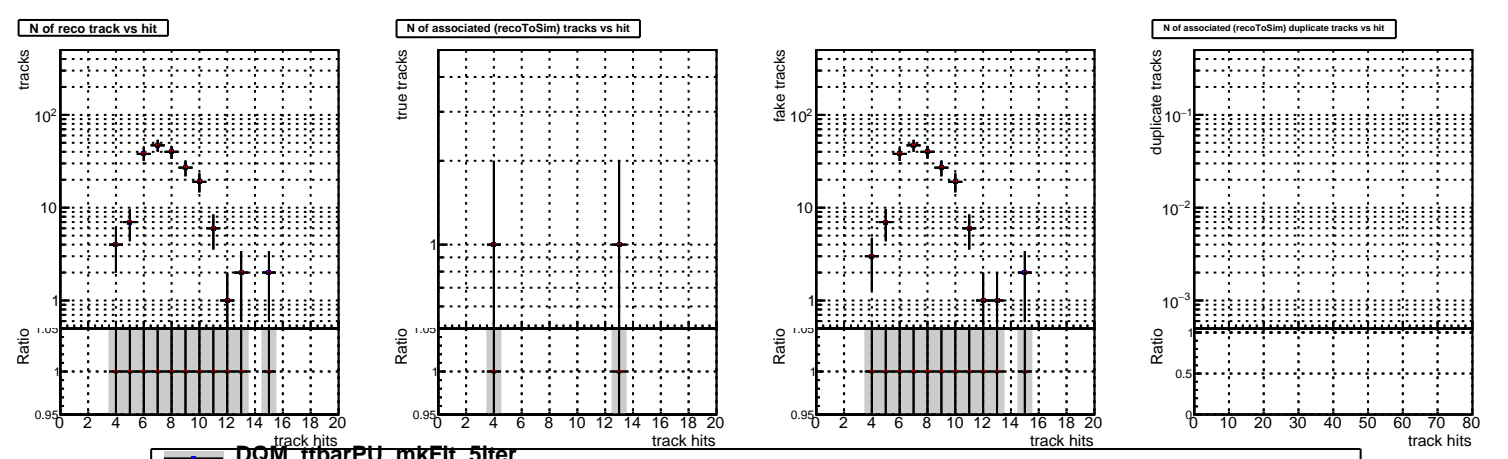 N of reco track vs hit
N of associated (recoToSim) tracks vs hit
N of associated (recoToSim) duplicate tracks vs hit
tracks
10²
10
1
Ratio
1.05
1
0.95
0 2 4 6 8 10 12 14 16 18 20
track hits
true tracks
1
Ratio
1.05
1
0.95
0 2 4 6 8 10 12 14 16 18 20
track hits
fake tracks
10²
10
1
Ratio
1.05
1
0.95
0 2 4 6 8 10 12 14 16 18 20
track hits
duplicate tracks
10⁻¹
10⁻²
10⁻³
Ratio
1
0.5
0
0 10 20 30 40 50 60 70 80
track hits
DQM_ttbarPU_mkFit_5iter